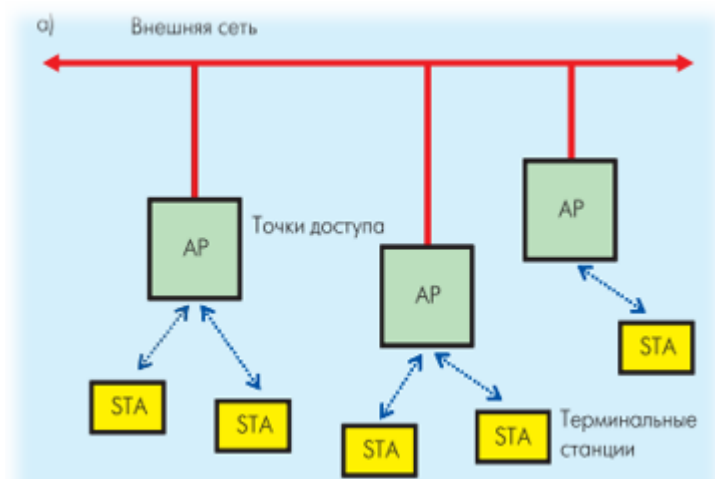 а) Внешняя сеть
AP
Точки доступа
AP
AP
STA
STA
STA
STA
STA
Терминальные
станции